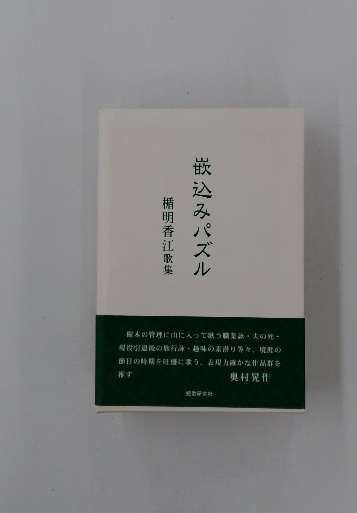 嵌込みパズル
楯明香江歌集
樹木の管理に山に入って歌う職業詠・夫の死・
現役引退後の旅行詠・趣味の素潜り等々、境涯の
節目の時期を旺盛に歌う、表現力確かな作品群を
推す
奥村晃作
短歌研究社